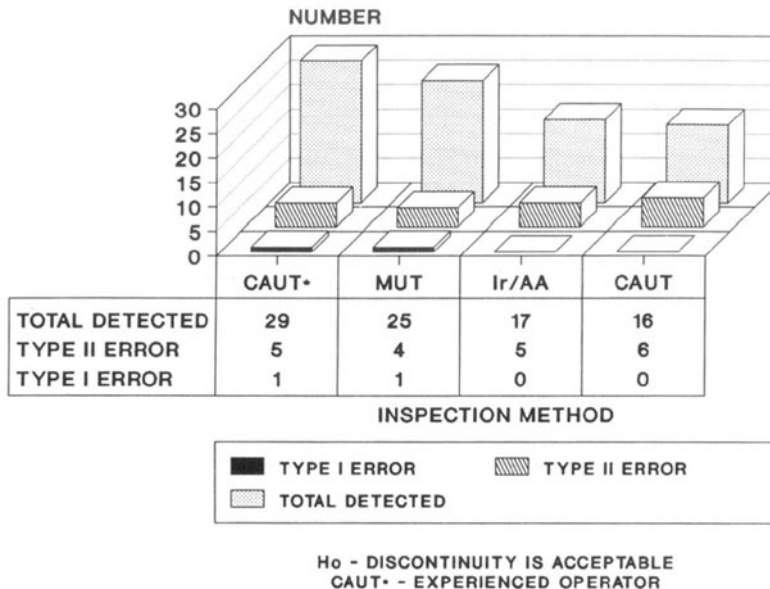 NUMBER
30
25
20
15
10
5
0
CAUT* MUT Ir/AA CAUT
TOTAL DETECTED 29 25 17 16
TYPE II ERROR 5 4 5 6
TYPE I ERROR 1 1 0 0
INSPECTION METHOD
TYPE I ERROR TYPE II ERROR
TOTAL DETECTED
Ho - DISCONTINUITY IS ACCEPTABLE
CAUT* - EXPERIENCED OPERATOR